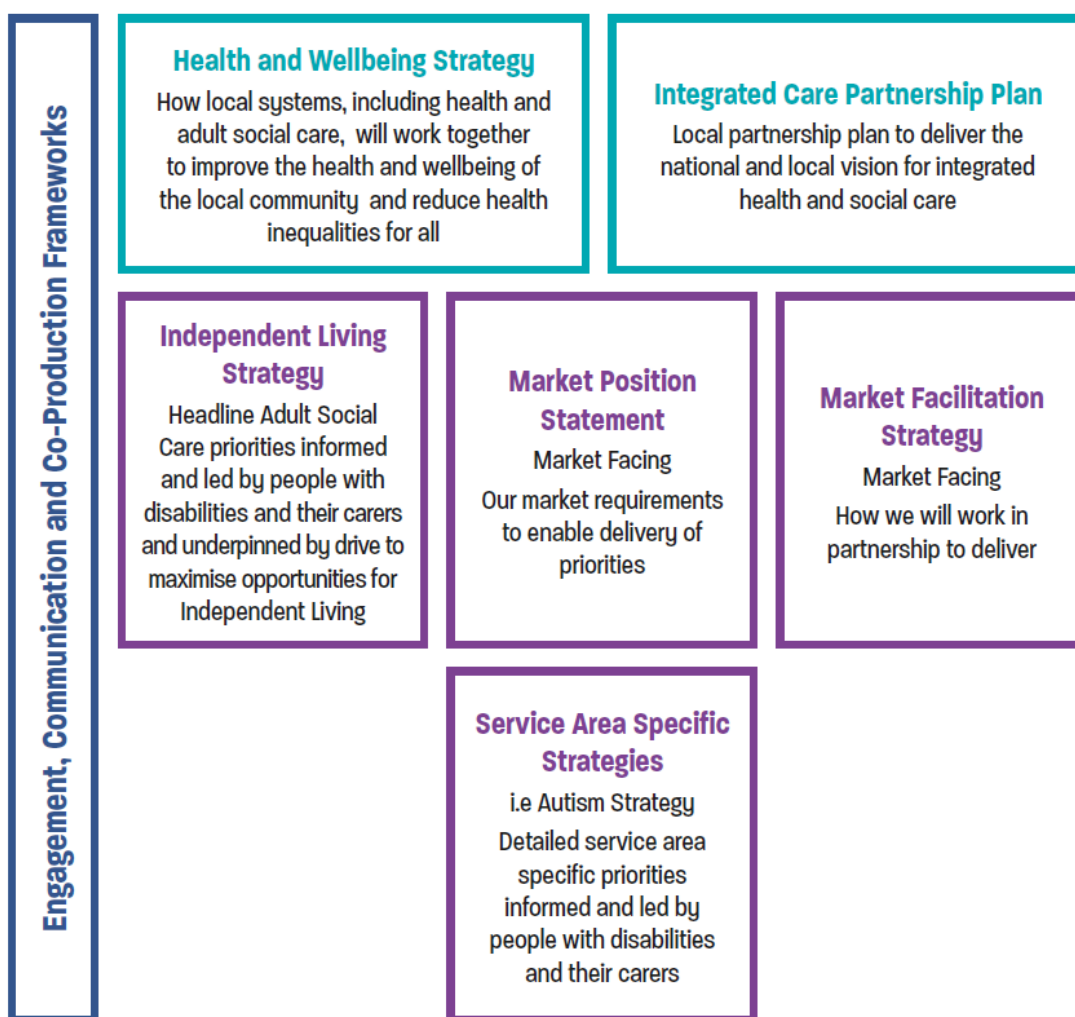 Engagement, Communication and Co-Production Frameworks
Health and Wellbeing Strategy
How local systems, including health and
adult social care, will work together
to improve the health and wellbeing of
the local community and reduce health
inequalities for all
Integrated Care Partnership Plan
Local partnership plan to deliver the
national and local vision for integrated
health and social care
Independent Living
Strategy
Headline Adult Social
Care priorities informed
and led by people with
disabilities and their carers
and underpinned by drive to
maximise opportunities for
Independent Living
Market Position
Statement
Market Facing
Our market requirements
to enable delivery of
priorities
Market Facilitation
Strategy
Market Facing
How we will work in
partnership to deliver
Service Area Specific
Strategies
i.e Autism Strategy
Detailed service area
specific priorities
informed and led by
people with disabilities
and their carers